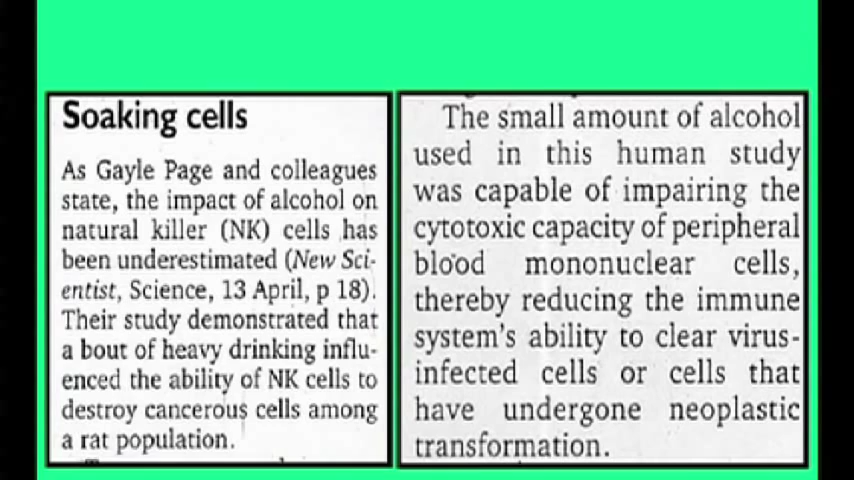 Soaking cells
As Gayle Page and colleagues
state, the impact of alcohol on
natural killer (NK) cells has
been underestimated (New Sci-
entist, Science, 13 April, p 18).
Their study demonstrated that
a bout of heavy drinking influ-
enced the ability of NK cells to
destroy cancerous cells among
a rat population.
The small amount of alcohol
used in this human study
was capable of impairing the
cytotoxic capacity of peripheral
blood mononuclear cells,
thereby reducing the immune
system's ability to clear virus-
infected cells or cells that
have undergone neoplastic
transformation.